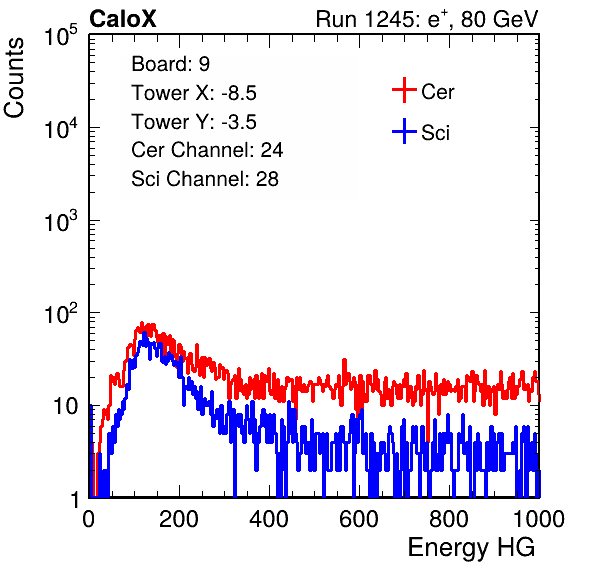 CaloX Run 1245: e⁺, 80 GeV
Counts
10⁵
10⁴
10³
10²
10
1
Board: 9
Tower X: -8.5
Tower Y: -3.5
Cer Channel: 24
Sci Channel: 28
Cer
Sci
0 200 400 600 800 1000
Energy HG